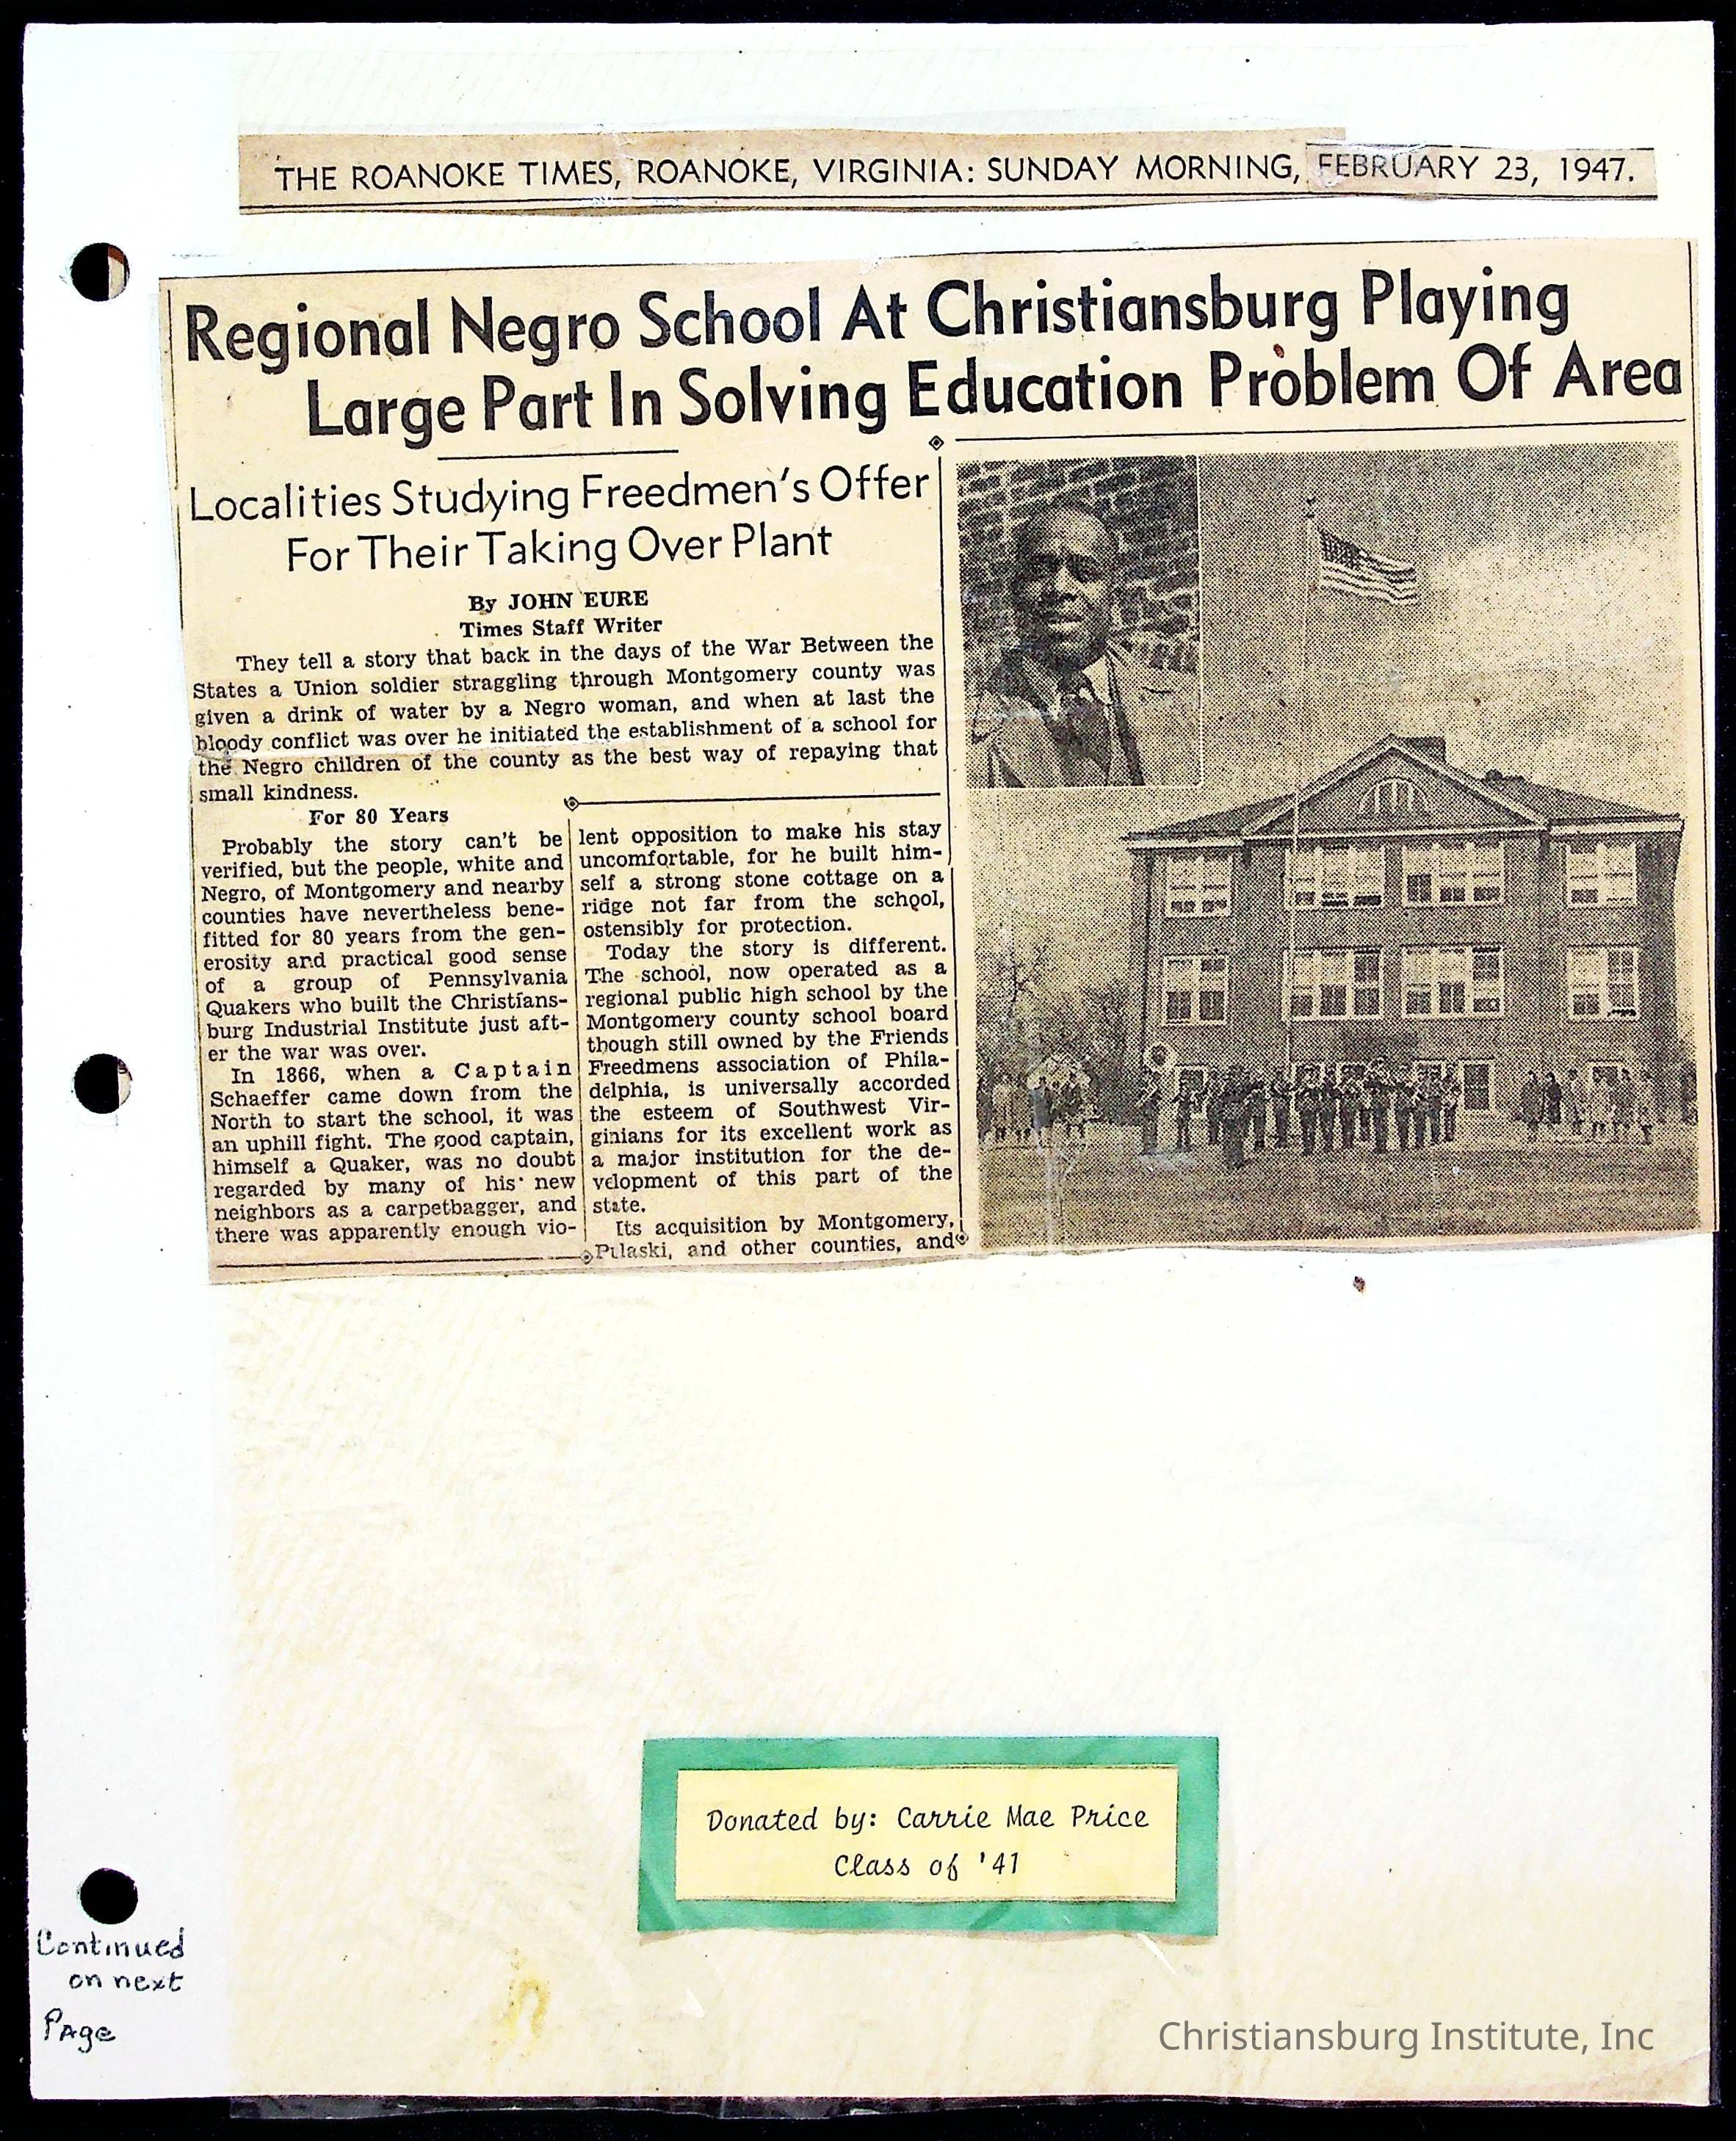 THE ROANOKE TIMES, ROANOKE, VIRGINIA: SUNDAY MORNING, FEBRUARY 23, 1947.
Regional Negro School At Christiansburg Playing
Large Part In Solving Education Problem Of Area
Localities Studying Freedmen's Offer
For Their Taking Over Plant
By JOHN EURE
Times Staff Writer
They tell a story that back in the days of the War Between the
States a Union soldier straggling through Montgomery county was
given a drink of water by a Negro woman, and when at last the
bloody conflict was over he initiated the establishment of a school for
the Negro children of the county as the best way of repaying that
small kindness.
For 80 Years
Probably the story can't be
verified, but the people, white and
Negro, of Montgomery and nearby
counties have nevertheless bene-
fitted for 80 years from the gen-
erosity and practical good sense
of a group of Pennsylvania
Quakers who built the Christians-
burg Industrial Institute just aft-
er the war was over.
In 1866, when a Captain
Schaeffer came down from the
North to start the school, it was
an uphill fight. The good captain,
himself a Quaker, was no doubt
regarded by many of his new
neighbors as a carpetbagger, and
there was apparently enough vio-
lent opposition to make his stay
uncomfortable, for he built him-
self a strong stone cottage on a
ridge not far from the school,
ostensibly for protection.
Today the story is different.
The school, now operated as a
regional public high school by the
Montgomery county school board
though still owned by the Friends
Freedmens association of Phila-
delphia, is universally accorded
the esteem of Southwest Vir-
ginians for its excellent work as
a major institution for the de-
velopment of this part of the
state.
Its acquisition by Montgomery,
Pulaski, and other counties, and
Donated by: Carrie Mae Price
Class of '41
Continued
on next
Page
Christiansburg Institute, Inc